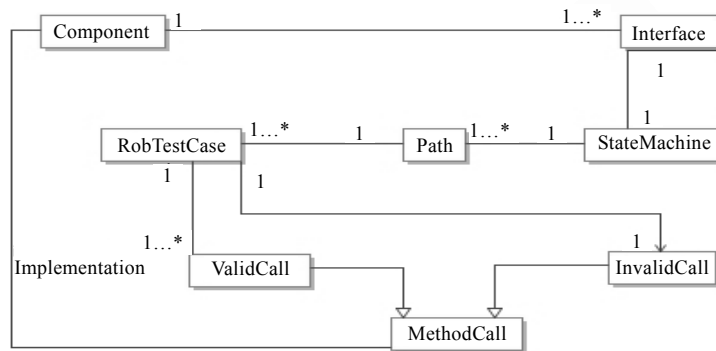 Component
1
1…*
Interface
1
1
RobTestCase
1…*
1
Path
1…*
1
StateMachine
1
1
1…*
1
Implementation
ValidCall
InvalidCall
MethodCall